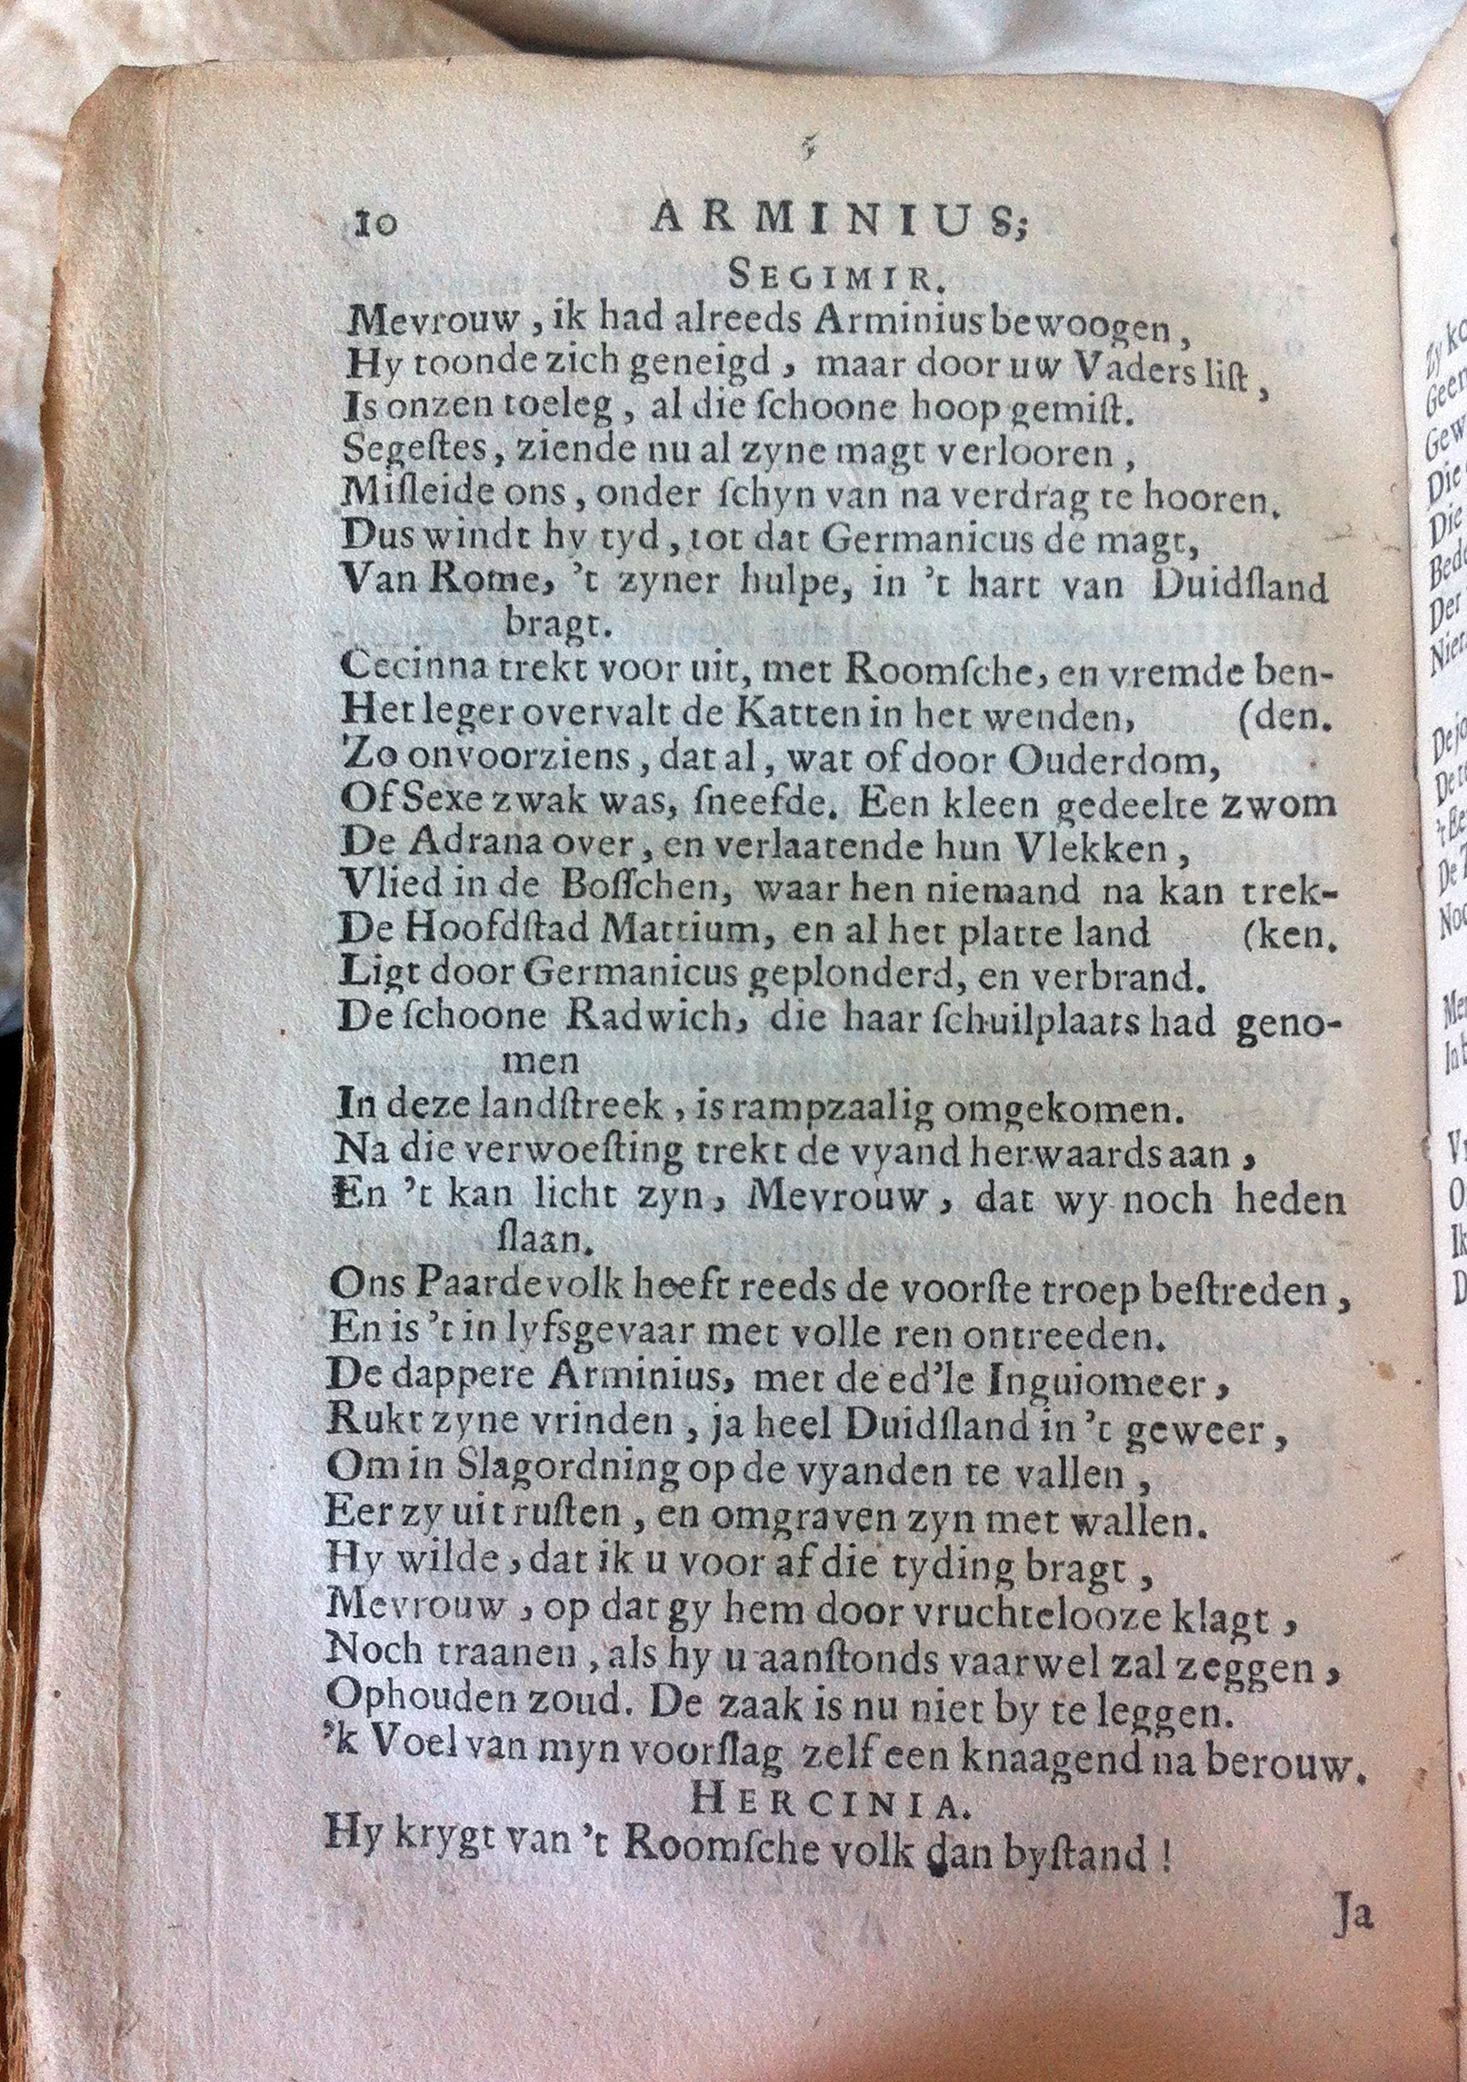 10 ARMINIUS;
SEGIMIR.
Mevrouw, ik had alreeds Arminius bewoogen,
Hy toonde zich geneigd, maar door uw Vaders liſt,
Is onzen toeleg, al die ſchoone hoop gemiſt.
Segeſtes, ziende nu al zyne magt verlooren,
Miſleide ons, onder ſchyn van na verdrag te hooren.
Dus windt hy tyd, tot dat Germanicus de magt,
Van Rome, 't zyner hulpe, in 't hart van Duidſland
bragt.
Cecinna trekt voor uit, met Roomſche, en vremde ben-
Het leger overvalt de Katten in het wenden, (den.
Zo onvoorziens, dat al, wat of door Ouderdom,
Of Sexe zwak was, ſneefde. Een kleen gedeelte zwom
De Adrana over, en verlaatende hun Vlekken,
Vlied in de Boſſchen, waar hen niemand na kan trek-
De Hoofdſtad Mattium, en al het platte land (ken.
Ligt door Germanicus geplonderd, en verbrand.
De ſchoone Radwich, die haar ſchuilplaats had geno-
men
In deze landſtreek, is rampzaalig omgekomen.
Na die verwoeſting trekt de vyand herwaards aan,
En 't kan licht zyn, Mevrouw, dat wy noch heden
ſlaan.
Ons Paardevolk heeft reeds de voorſte troep beſtreden,
En is 't in lyfsgevaar met volle ren ontreeden.
De dappere Arminius, met de ed'le Inguiomeer,
Rukt zyne vrinden, ja heel Duidſland in 't geweer,
Om in Slagordning op de vyanden te vallen,
Eer zy uit ruſten, en omgraven zyn met wallen.
Hy wilde, dat ik u voor af die tyding bragt,
Mevrouw, op dat gy hem door vruchtelooze klagt,
Noch traanen, als hy u aanſtonds vaarwel zal zeggen,
Ophouden zoud. De zaak is nu niet by te leggen.
'k Voel van myn voorſlag zelf een knaagend na berouw.
HERCINIA.
Hy krygt van 't Roomſche volk dan byſtand!
Ja